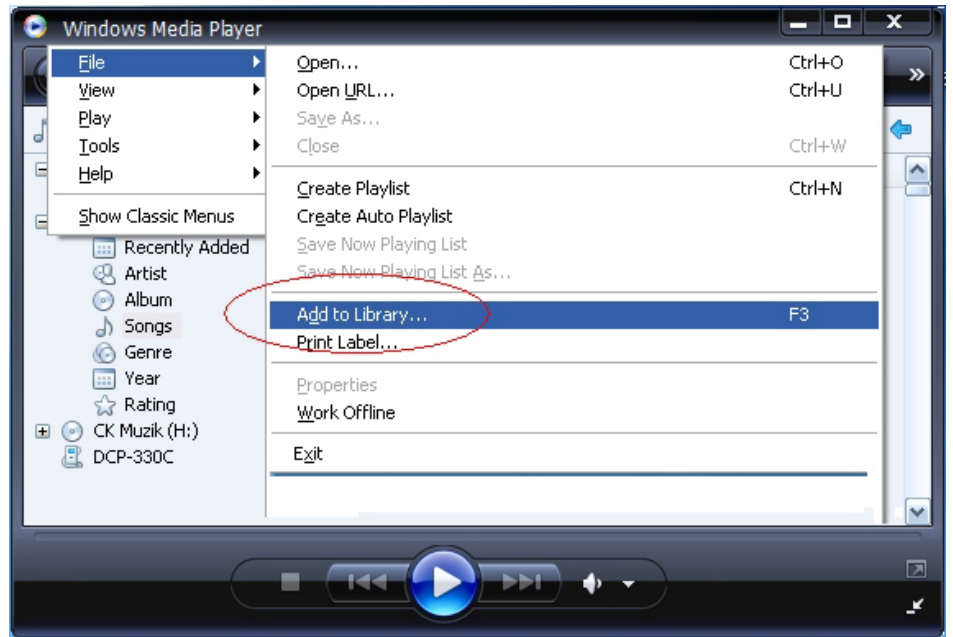 Windows Media Player
File
View
Play
Tools
Help
Show Classic Menus
Open... Ctrl+O
Open URL... Ctrl+U
Save As...
Close Ctrl+W
Create Playlist Ctrl+N
Create Auto Playlist
Save Now Playing List
Save Now Playing List As...
Add to Library... F3
Print Label...
Properties
Work Offline
Exit
Recently Added
Artist
Album
Songs
Genre
Year
Rating
CK Muzik (H:)
DCP-330C